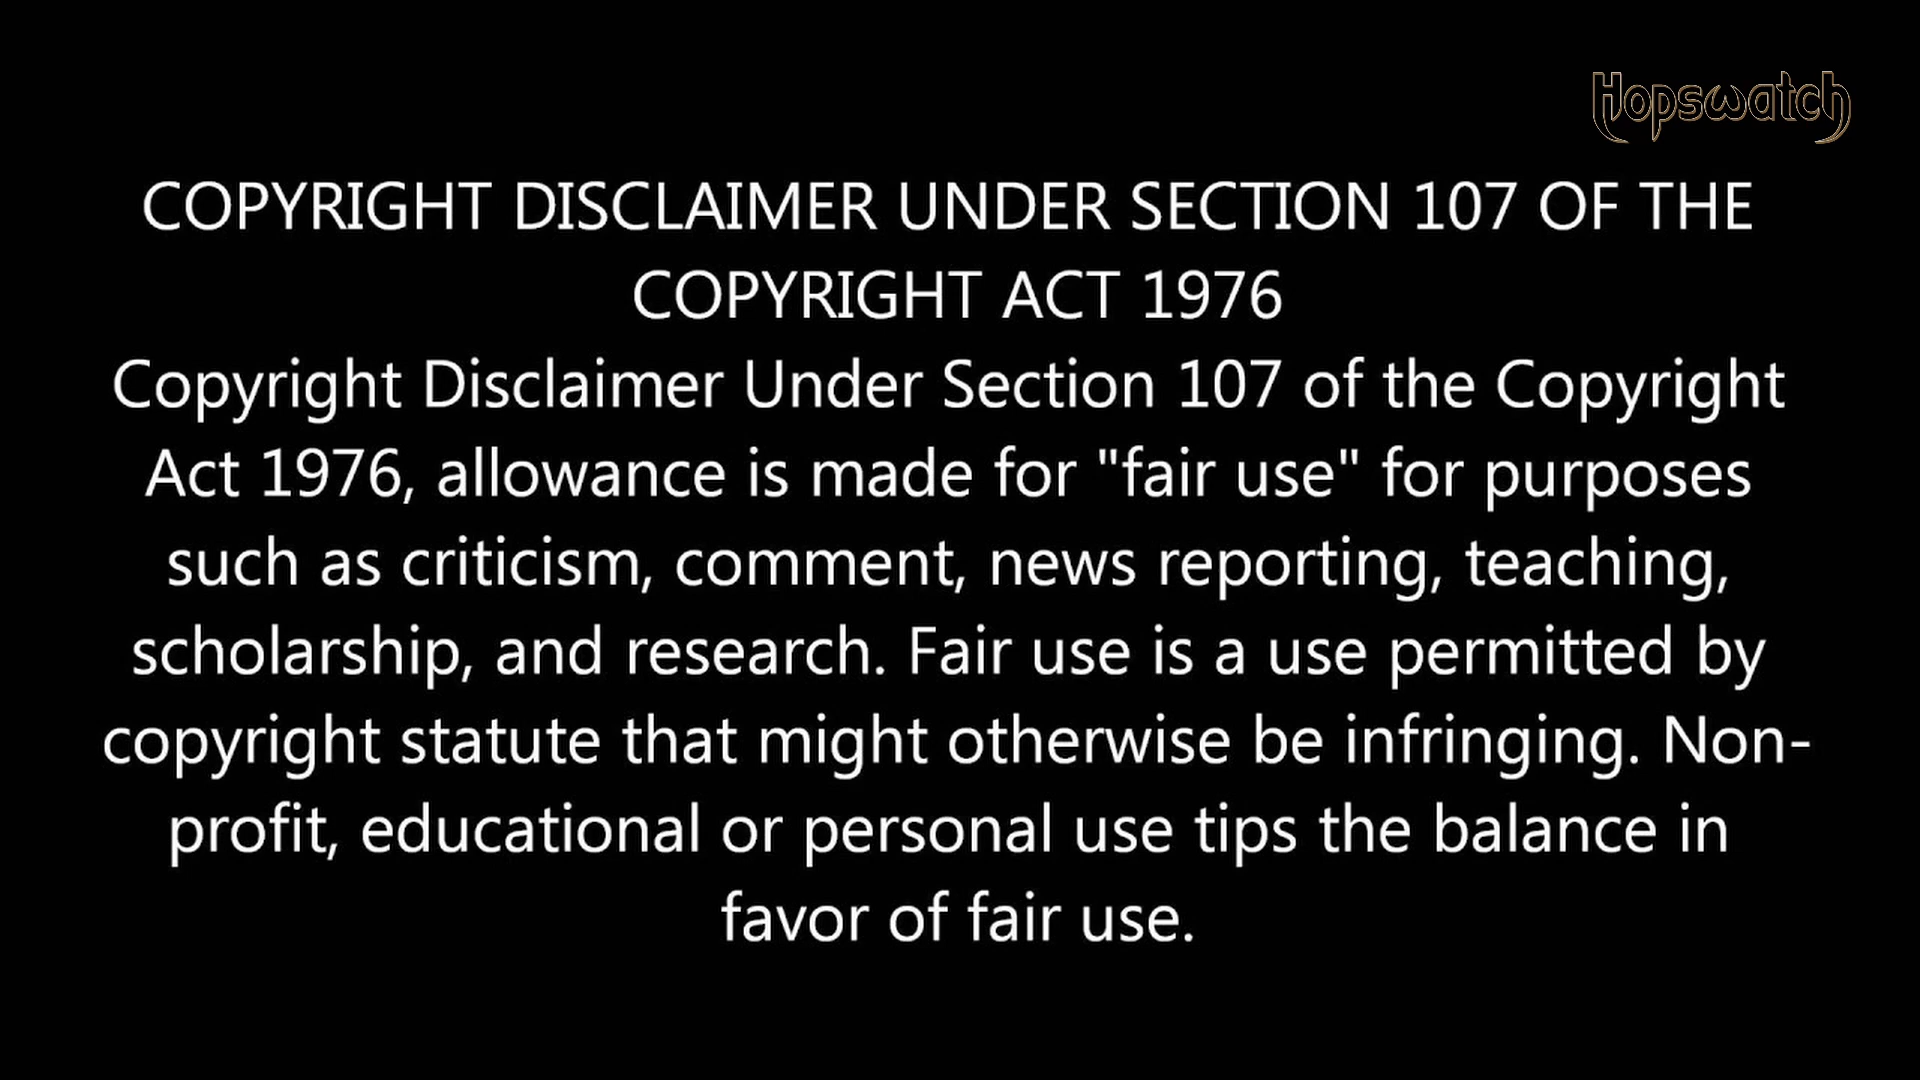 Hopswatch
COPYRIGHT DISCLAIMER UNDER SECTION 107 OF THE
COPYRIGHT ACT 1976
Copyright Disclaimer Under Section 107 of the Copyright
Act 1976, allowance is made for "fair use" for purposes
such as criticism, comment, news reporting, teaching,
scholarship, and research. Fair use is a use permitted by
copyright statute that might otherwise be infringing. Non-
profit, educational or personal use tips the balance in
favor of fair use.